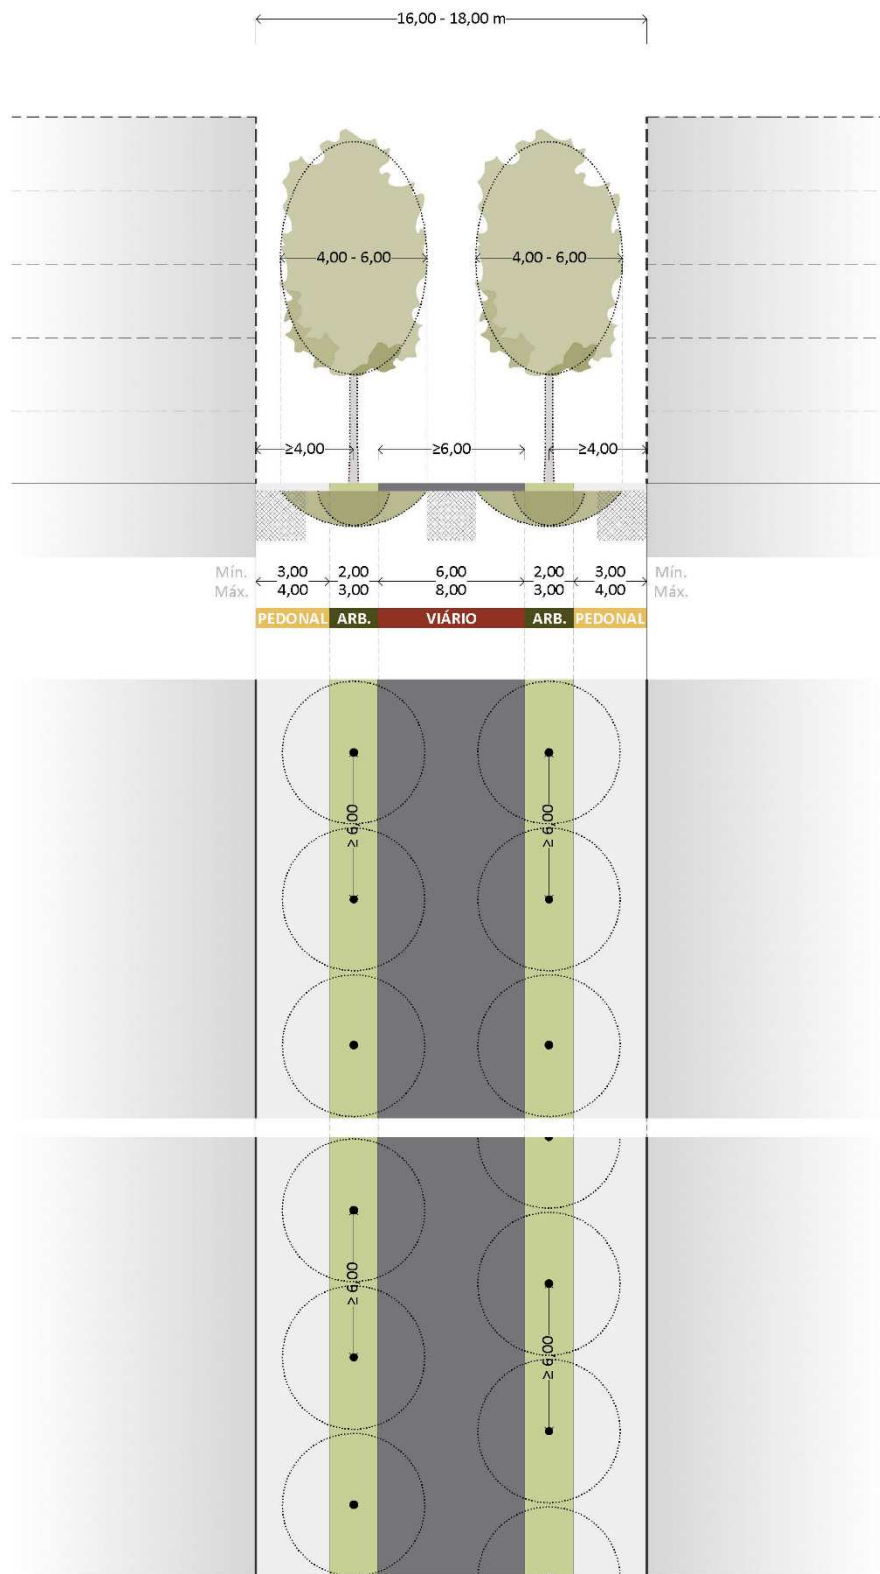 16,00 - 18,00 m
4,00 - 6,00 4,00 - 6,00
≥4,00 ≥6,00 ≥4,00
Mín. 3,00 2,00 6,00 2,00 3,00 Mín.
Máx. 4,00 3,00 8,00 3,00 4,00 Máx.
PEDONAL ARB. VIÁRIO ARB. PEDONAL
≥ 6,00 ≥ 6,00
≥ 6,00
≥ 6,00